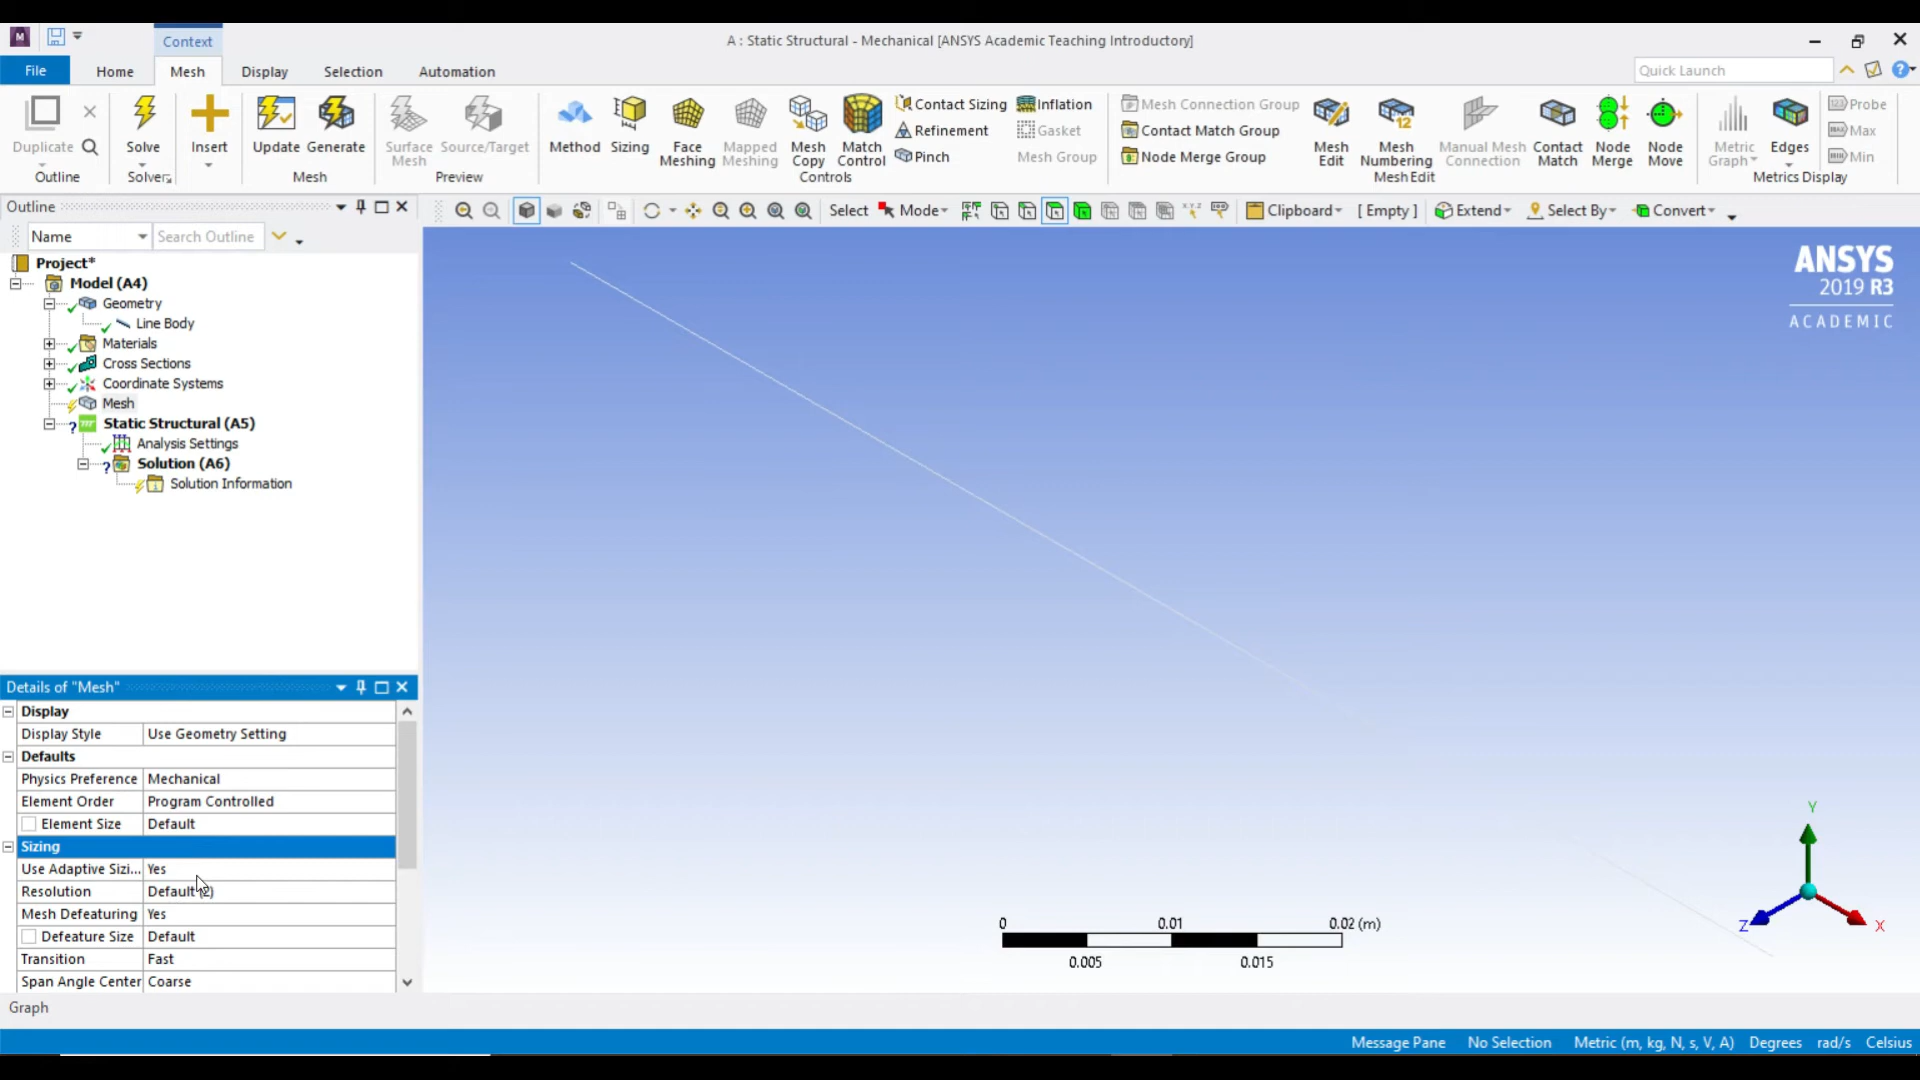 M
Context
A : Static Structural - Mechanical [ANSYS Academic Teaching Introductory]
File Home Mesh Display Selection Automation
Quick Launch
Duplicate
Outline
Solve
Solver
Insert
Update Generate
Mesh
Surface Mesh
Source/Target
Preview
Method Sizing
Face Meshing
Mapped Meshing
Mesh Copy
Match Control
Contact Sizing
Refinement
Pinch
Inflation
Gasket
Mesh Group
Controls
Mesh Connection Group
Contact Match Group
Node Merge Group
Mesh Edit
Mesh Numbering
Manual Mesh Connection
Contact Match
Node Merge
Node Move
Mesh Edit
Metric Graph
Edges
Probe
Max
Min
Metrics Display
Outline
Name
Search Outline
Select Mode
Clipboard [ Empty ] Extend Select By Convert
Project*
Model (A4)
Geometry
Line Body
Materials
Cross Sections
Coordinate Systems
Mesh
Static Structural (A5)
Analysis Settings
Solution (A6)
Solution Information
ANSYS
2019 R3
ACADEMIC
Details of "Mesh"
Display
Display Style Use Geometry Setting
Defaults
Physics Preference Mechanical
Element Order Program Controlled
Element Size Default
Sizing
Use Adaptive Sizi... Yes
Resolution Default (2)
Mesh Defeaturing Yes
Defeature Size Default
Transition Fast
Span Angle Center Coarse
0 0.01 0.02 (m)
0.005 0.015
Y
Z
X
Graph
Message Pane No Selection Metric (m, kg, N, s, V, A) Degrees rad/s Celsius